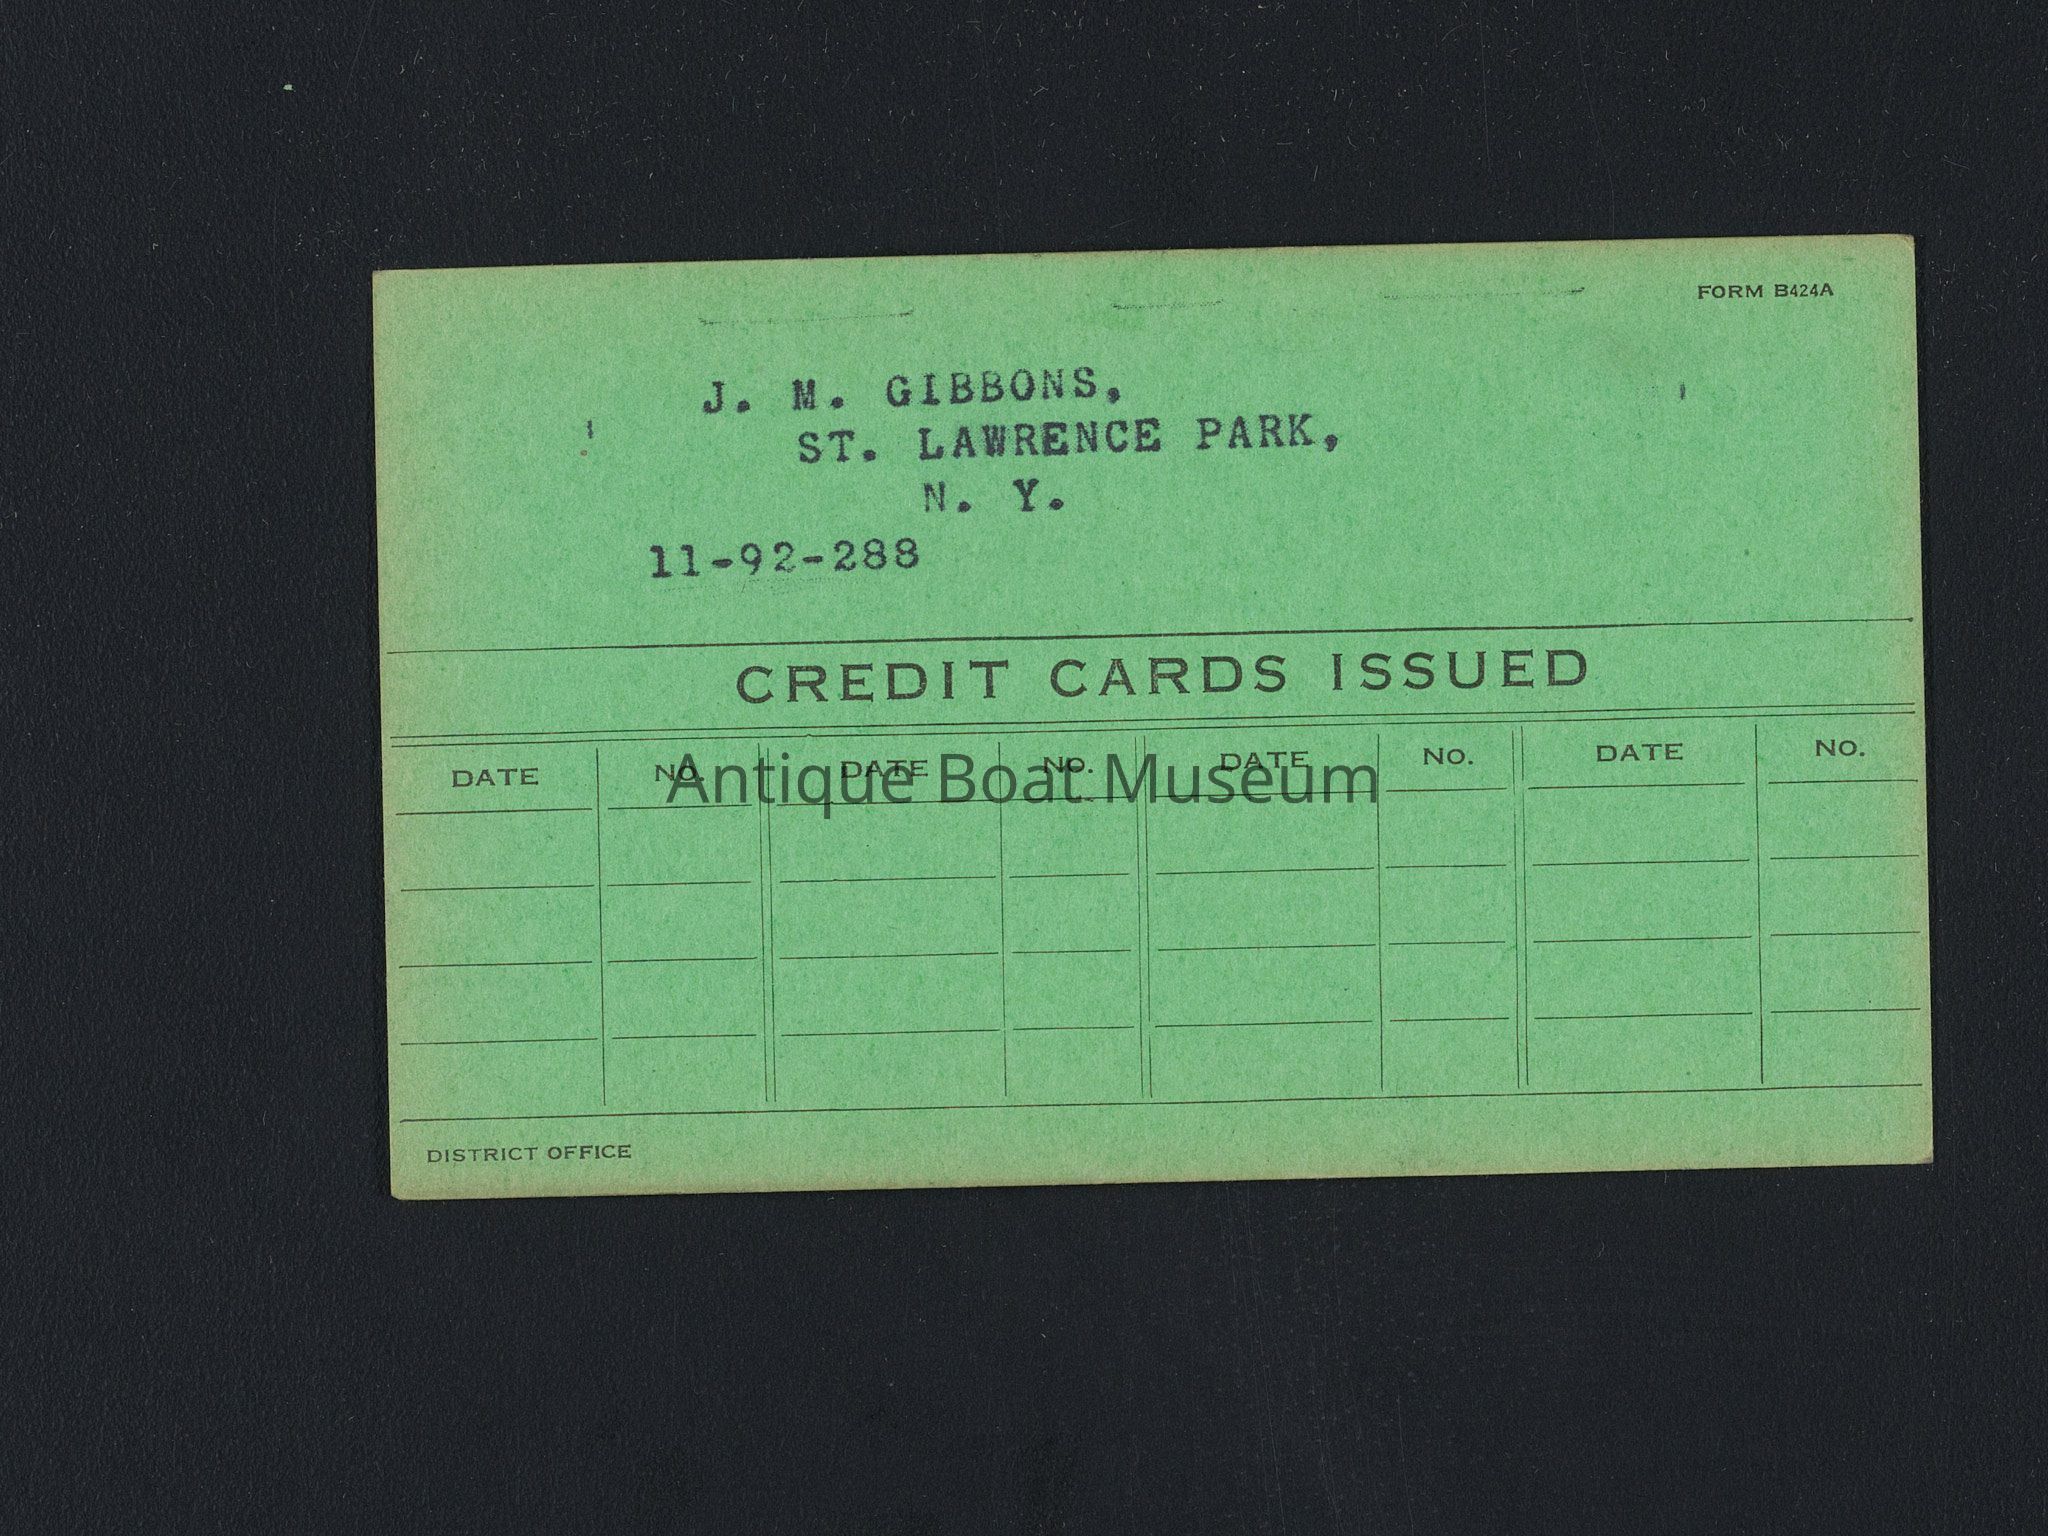 FORM B424A
J. M. GIBBONS,
ST. LAWRENCE PARK,
N. Y.
11-92-288
CREDIT CARDS ISSUED
DATE NO. DATE NO. DATE NO. DATE NO.
Antique Boat Museum
DISTRICT OFFICE